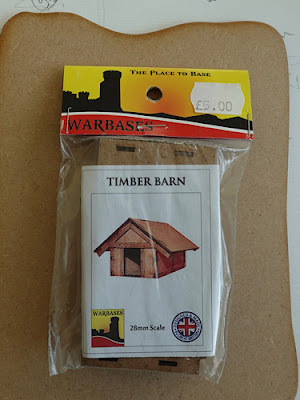 THE PLACE TO BASE
£5.00
WARBASES
TIMBER BARN
WARBASES
28mm Scale